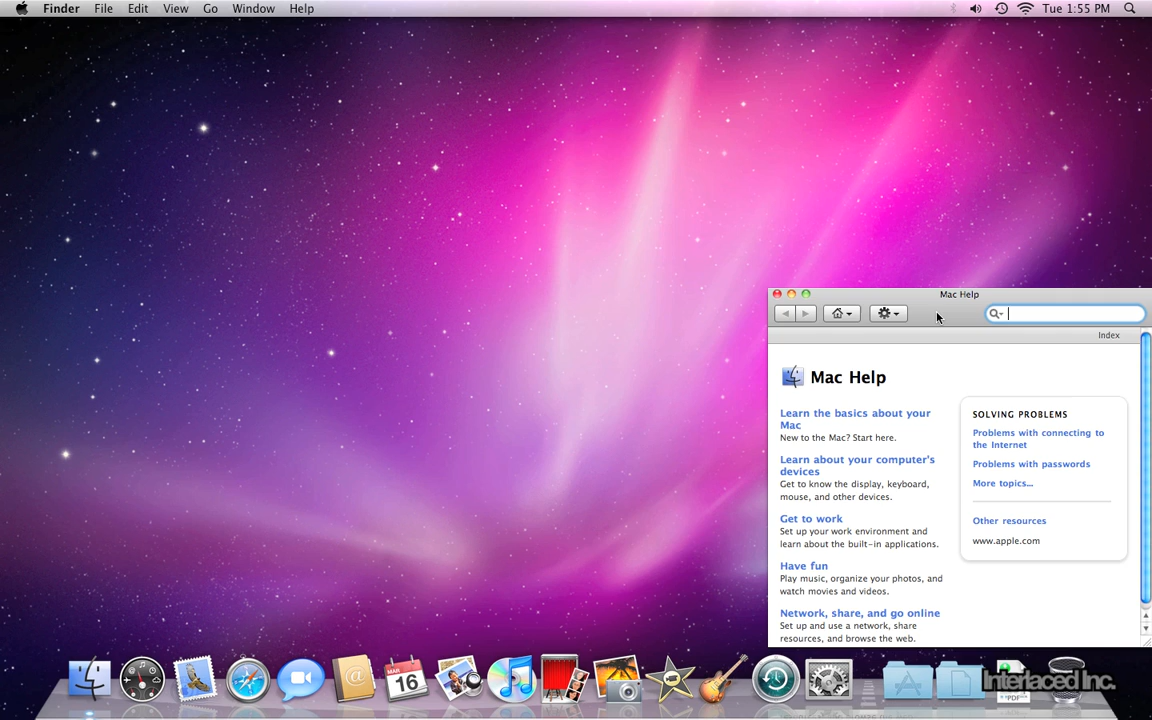 Finder File Edit View Go Window Help
Tue 1:55 PM
Mac Help
Index
Mac Help
Learn the basics about your
Mac
New to the Mac? Start here.
Learn about your computer's
devices
Get to know the display, keyboard,
mouse, and other devices.
Get to work
Set up your work environment and
learn about the built-in applications.
Have fun
Play music, organize your photos, and
watch movies and videos.
Network, share, and go online
Set up and use a network, share
resources, and browse the web.
SOLVING PROBLEMS
Problems with connecting to
the Internet
Problems with passwords
More topics...
Other resources
www.apple.com
MAR
16
PDF
Interlaced Inc.